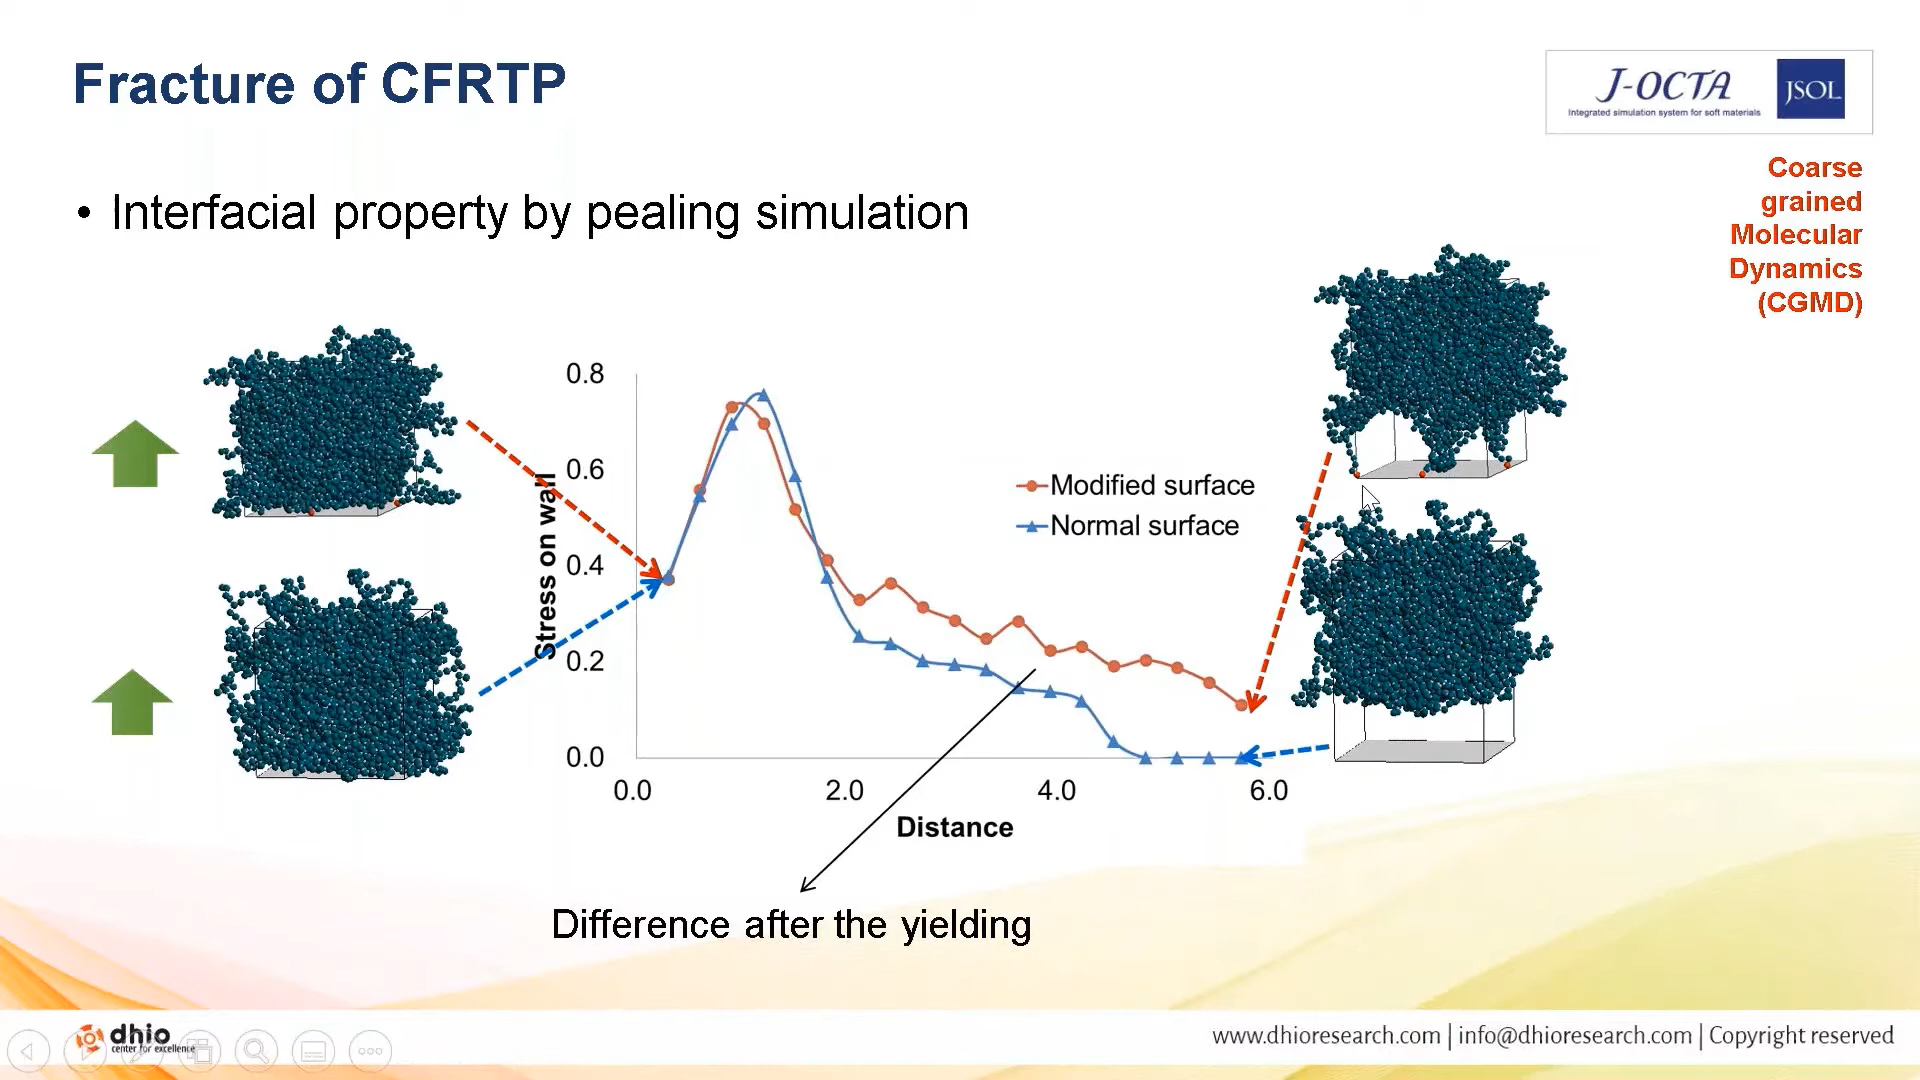 Fracture of CFRTP
J-OCTA
Integrated simulation system for soft materials
JSOL
Coarse
grained
Molecular
Dynamics
(CGMD)
• Interfacial property by pealing simulation
Stress on wall
0.8
0.6
0.4
0.2
0.0
0.0 2.0 4.0 6.0
Distance
Modified surface
Normal surface
Difference after the yielding
dhio
center for excellence
www.dhioresearch.com | info@dhioresearch.com | Copyright reserved